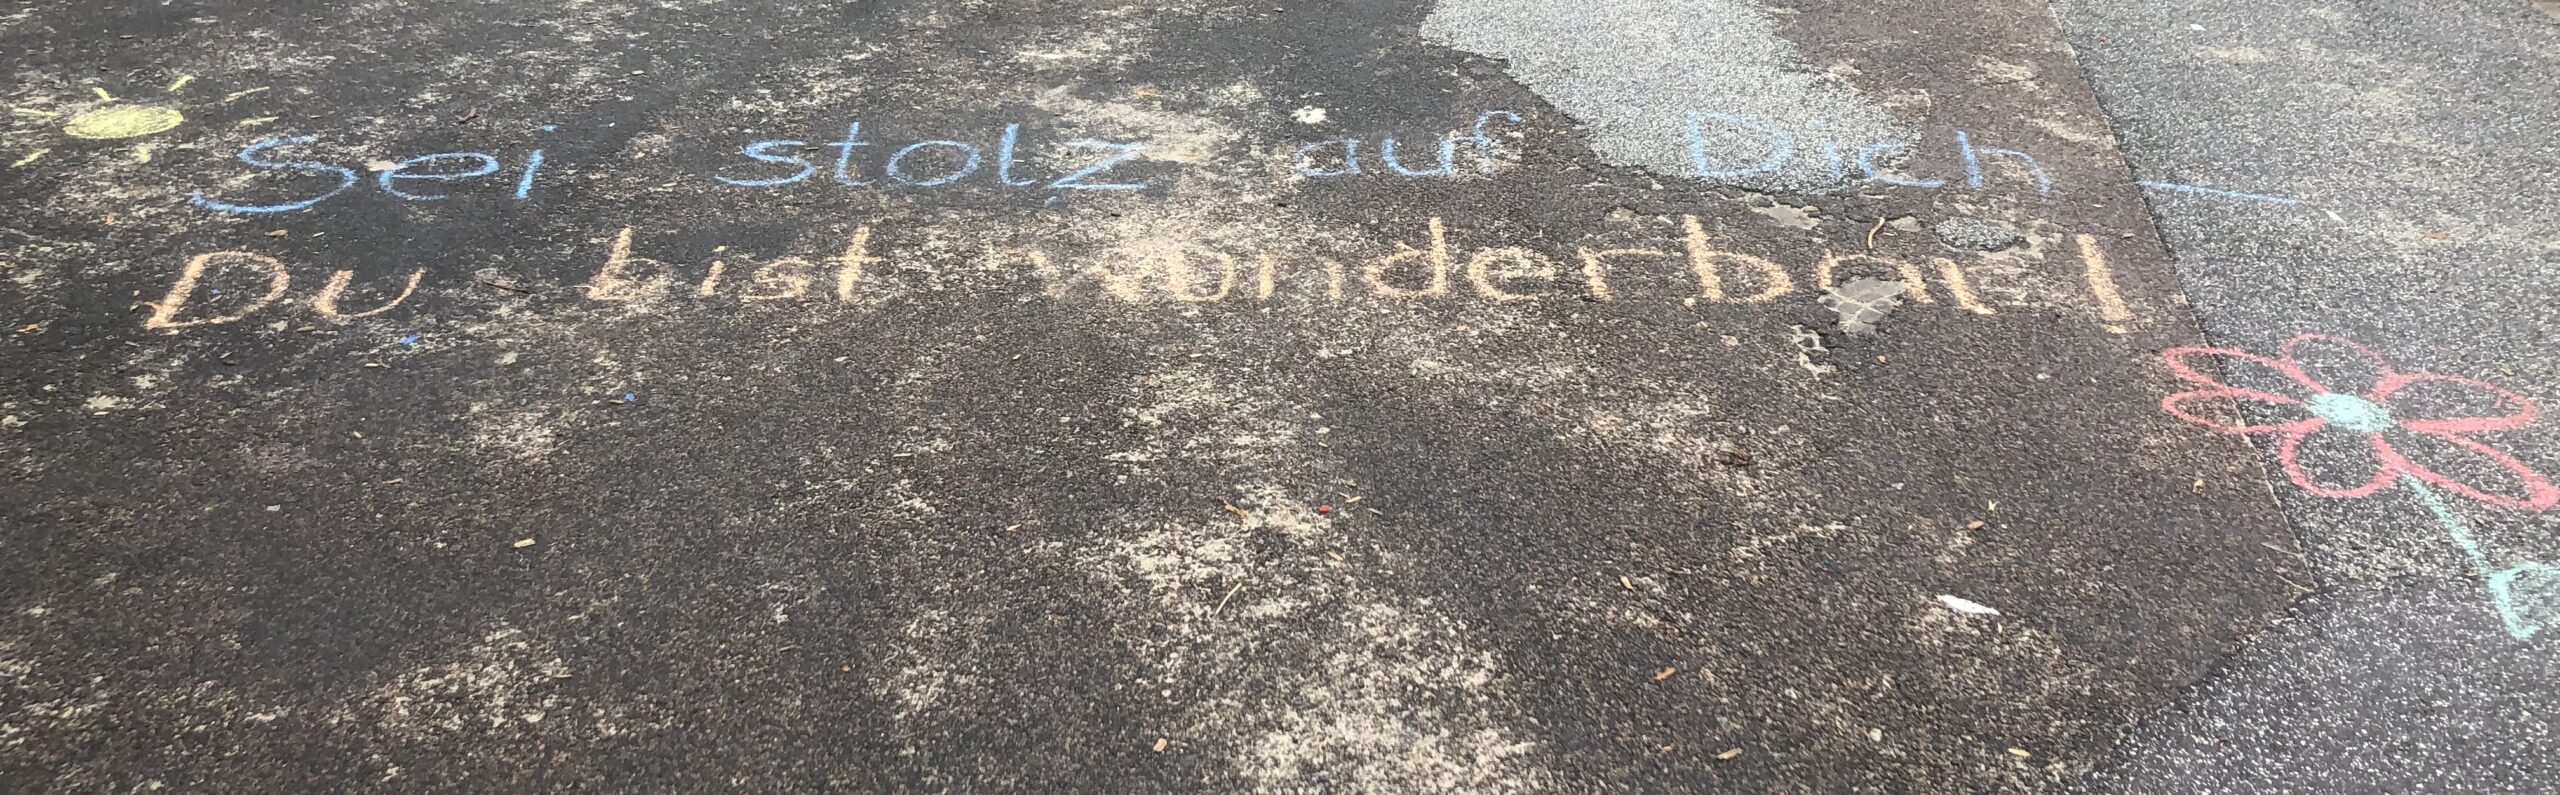 Sei stolz auf Dich –
Du bist wunderbar!